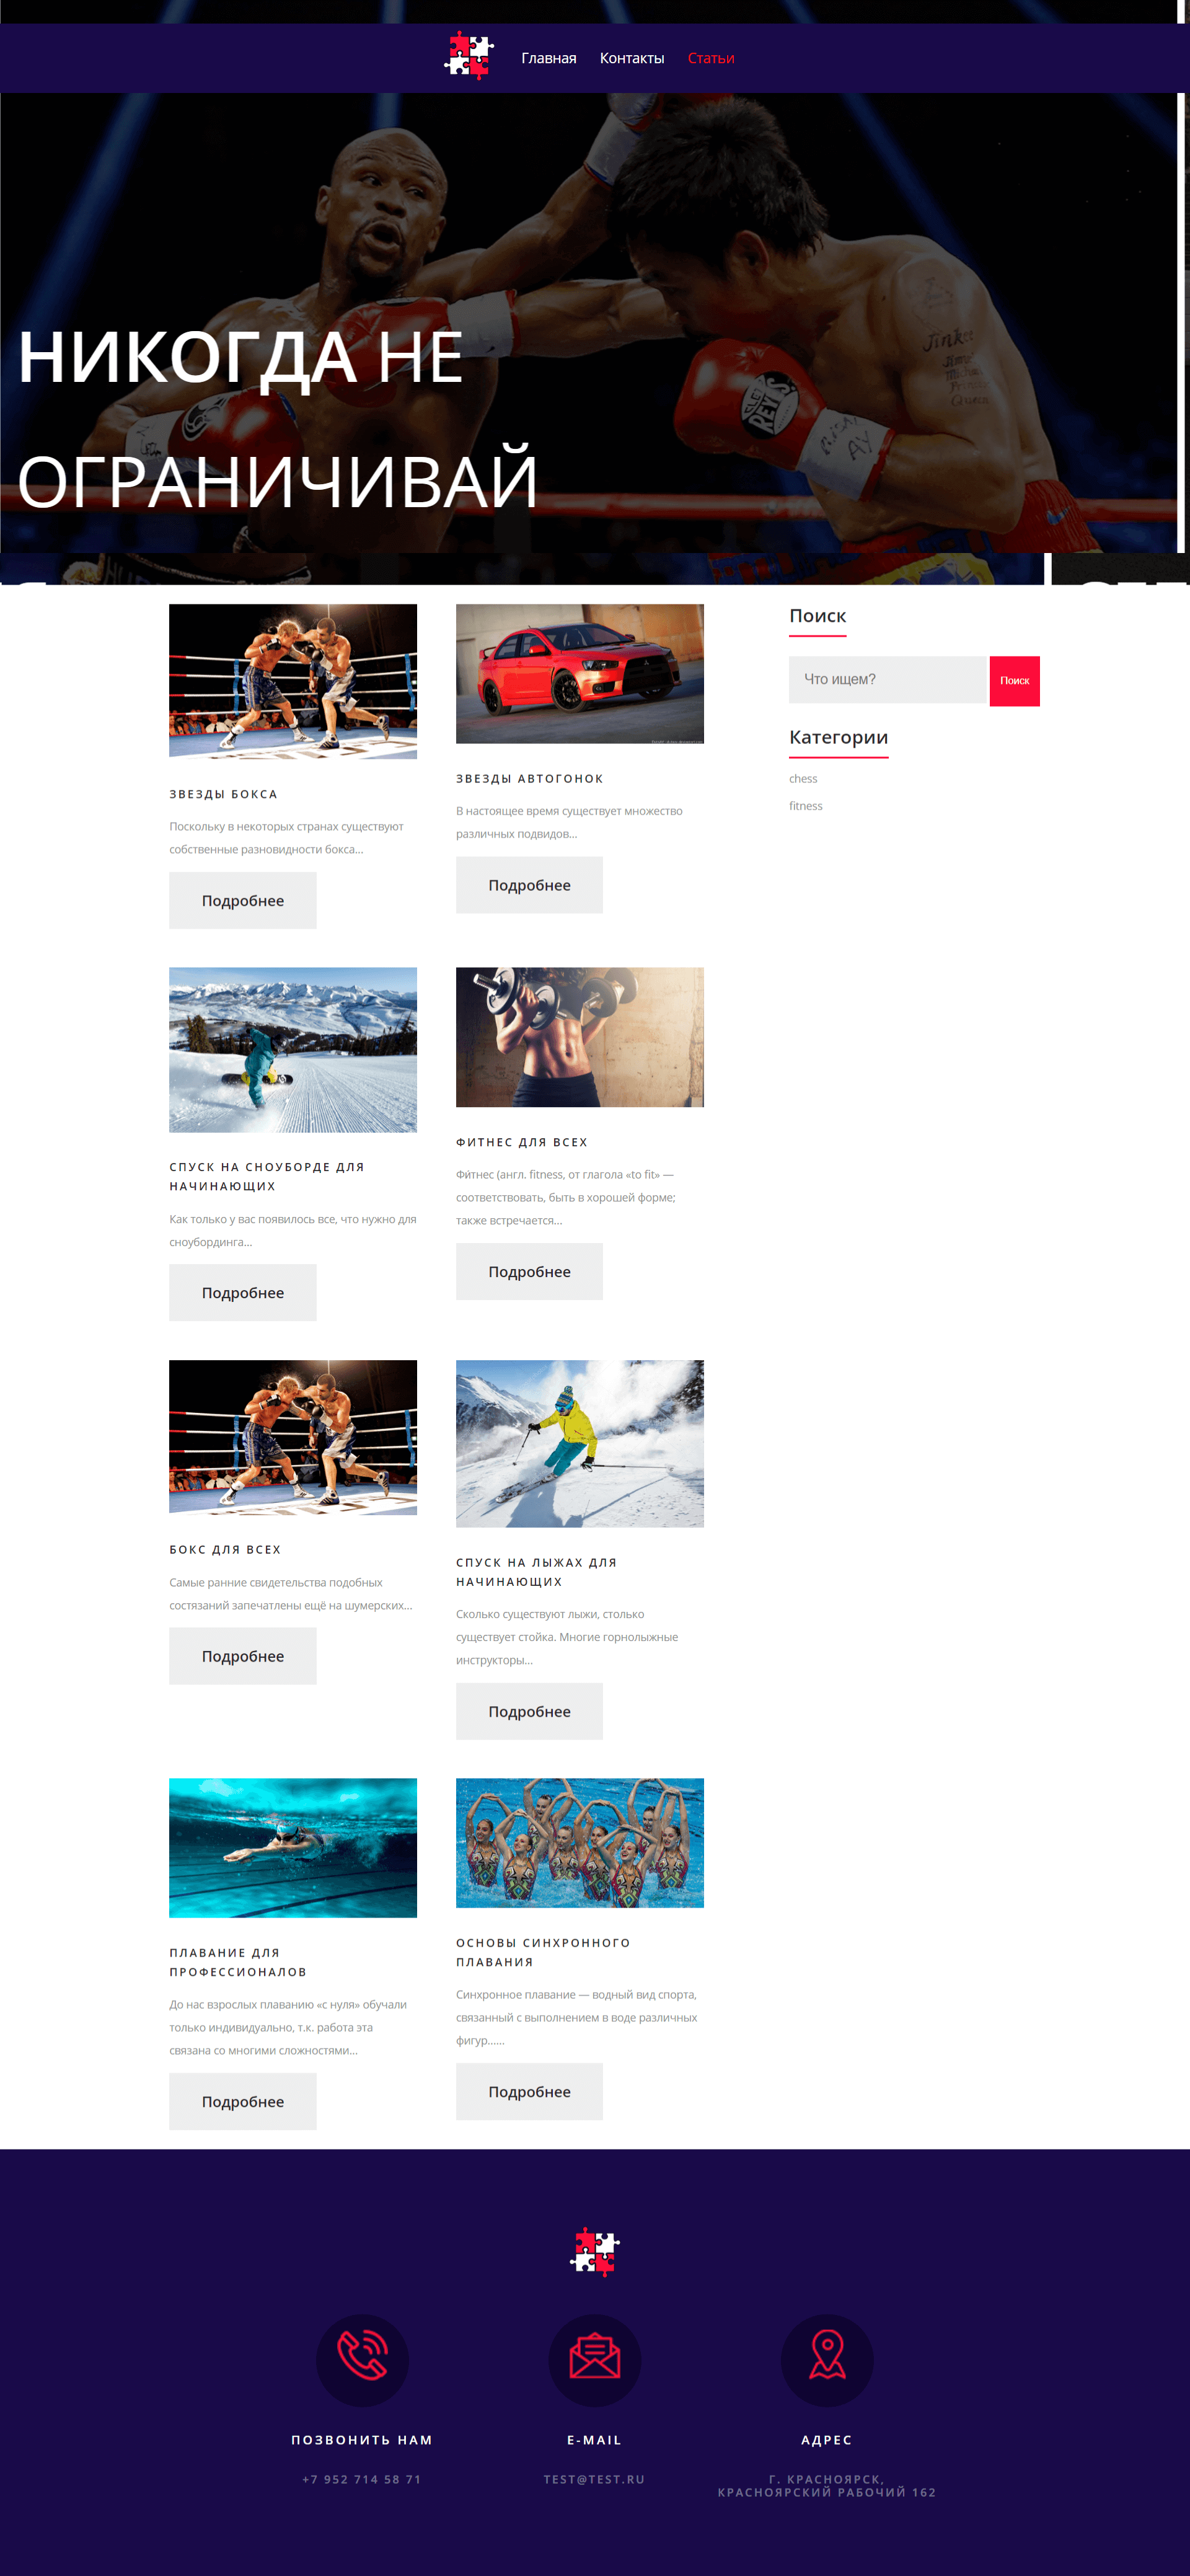 Главная Контакты Статьи
НИКОГДА НЕ
ОГРАНИЧИВАЙ
Jinkee
Queen
CLETO
REYES
ЗВЕЗДЫ БОКСА
Поскольку в некоторых странах существуют
собственные разновидности бокса...
Подробнее
ЗВЕЗДЫ АВТОГОНОК
В настоящее время существует множество
различных подвидов...
Подробнее
Поиск
Что ищем?
Поиск
Категории
chess
fitness
СПУСК НА СНОУБОРДЕ ДЛЯ
НАЧИНАЮЩИХ
Как только у вас появилось все, что нужно для
сноубординга...
Подробнее
ФИТНЕС ДЛЯ ВСЕХ
Фи́тнес (англ. fitness, от глагола «to fit» —
соответствовать, быть в хорошей форме;
также встречается...
Подробнее
БОКС ДЛЯ ВСЕХ
Самые ранние свидетельства подобных
состязаний запечатлены ещё на шумерских...
Подробнее
СПУСК НА ЛЫЖАХ ДЛЯ
НАЧИНАЮЩИХ
Сколько существуют лыжи, столько
существует стойка. Многие горнолыжные
инструкторы...
Подробнее
ПЛАВАНИЕ ДЛЯ
ПРОФЕССИОНАЛОВ
До нас взрослых плаванию «с нуля» обучали
только индивидуально, т.к. работа эта
связана со многими сложностями...
Подробнее
ОСНОВЫ СИНХРОННОГО
ПЛАВАНИЯ
Синхронное плавание — водный вид спорта,
связанный с выполнением в воде различных
фигур......
Подробнее
ПОЗВОНИТЬ НАМ
+7 952 714 58 71
E-MAIL
TEST@TEST.RU
АДРЕС
Г. КРАСНОЯРСК,
КРАСНОЯРСКИЙ РАБОЧИЙ 162